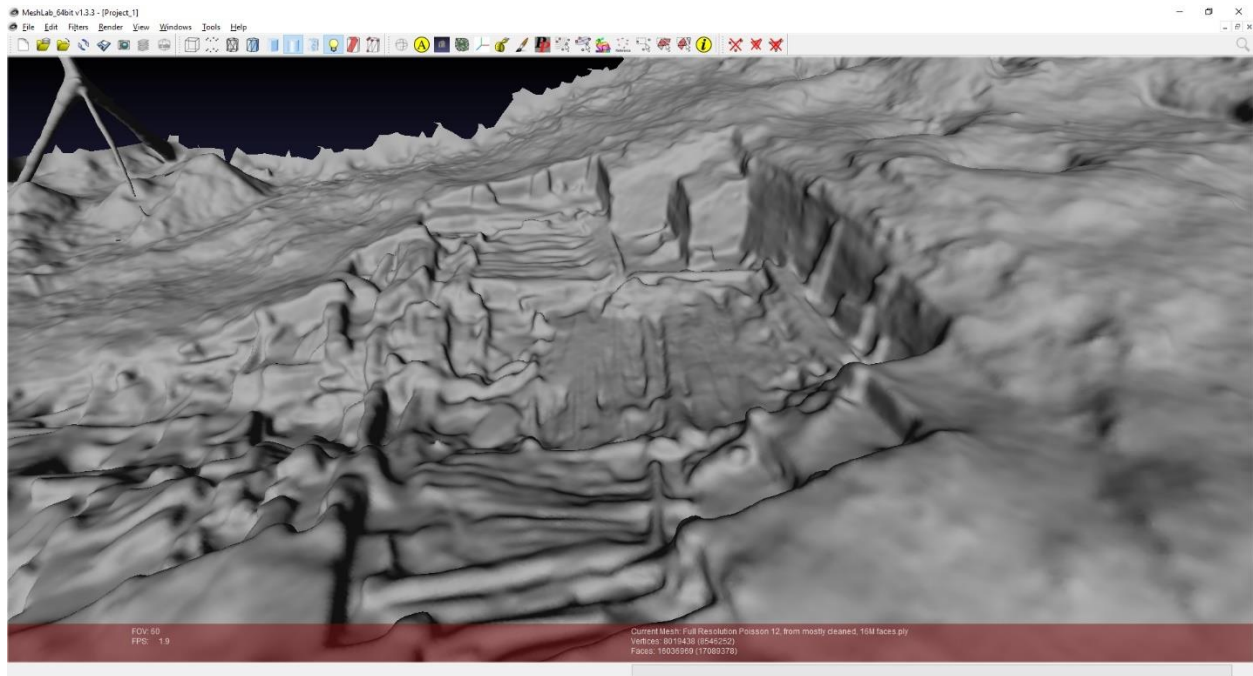 MeshLab_64bit v1.3.3 - [Project_1]
File Edit Filters Render View Windows Tools Help
A i
FOV: 60
FPS: 1.9
Current Mesh: Full Resolution Poisson 12, from mostly cleaned, 16M faces.ply
Vertices: 8019438 (8546252)
Faces: 16036969 (17089378)